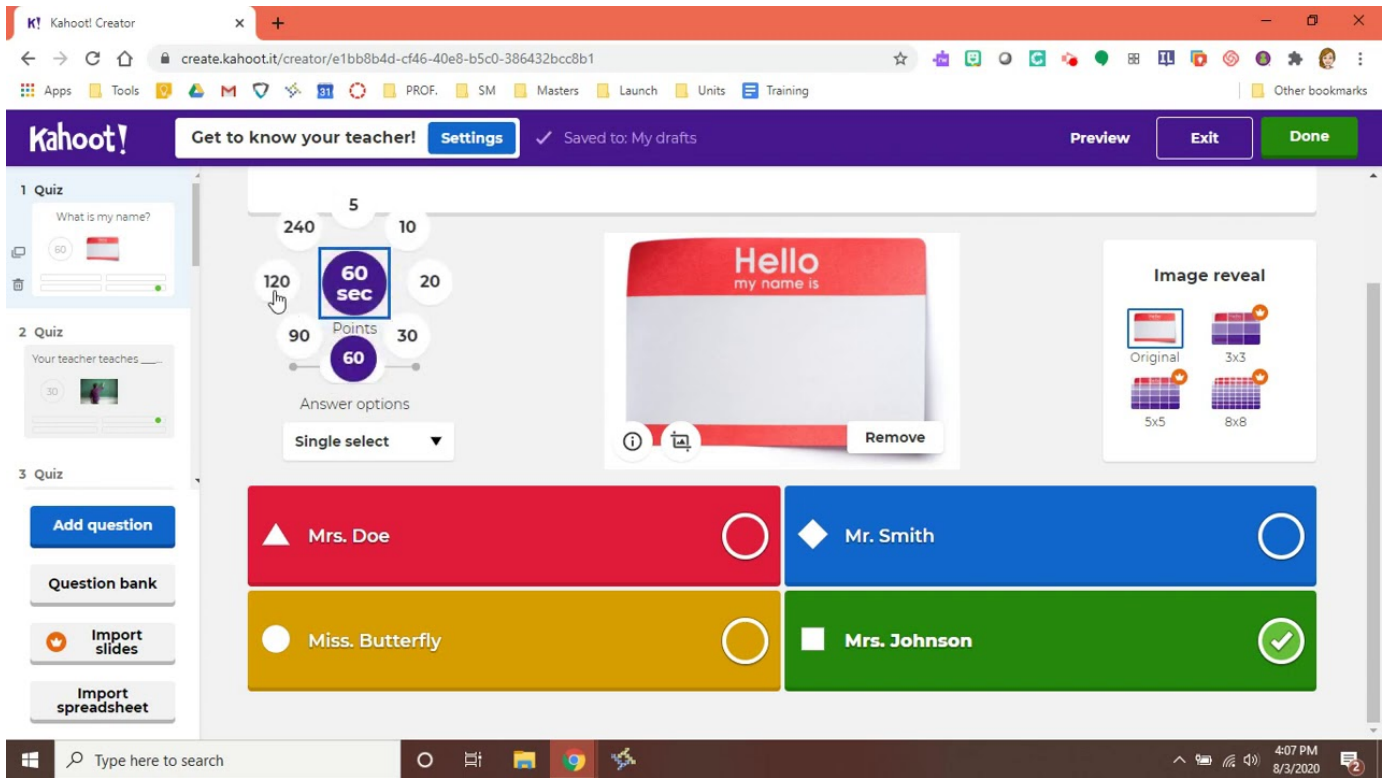 K! Kahoot! Creator
create.kahoot.it/creator/e1bb8b4d-cf46-40e8-b5c0-386432bcc8b1
Apps Tools 31 PROF. SM Masters Launch Units Training Other bookmarks
Kahoot! Get to know your teacher! Settings Saved to: My drafts Preview Exit Done
1 Quiz
What is my name?
60
2 Quiz
Your teacher teaches ___...
30
3 Quiz
Add question
Question bank
Import
slides
Import
spreadsheet
5
240 10
120 60
sec 20
90 Points 30
60
Answer options
Single select
Hello
my name is
Remove
Image reveal
Original 3x3
5x5 8x8
Mrs. Doe
Mr. Smith
Miss. Butterfly
Mrs. Johnson
Type here to search
4:07 PM
8/3/2020
2